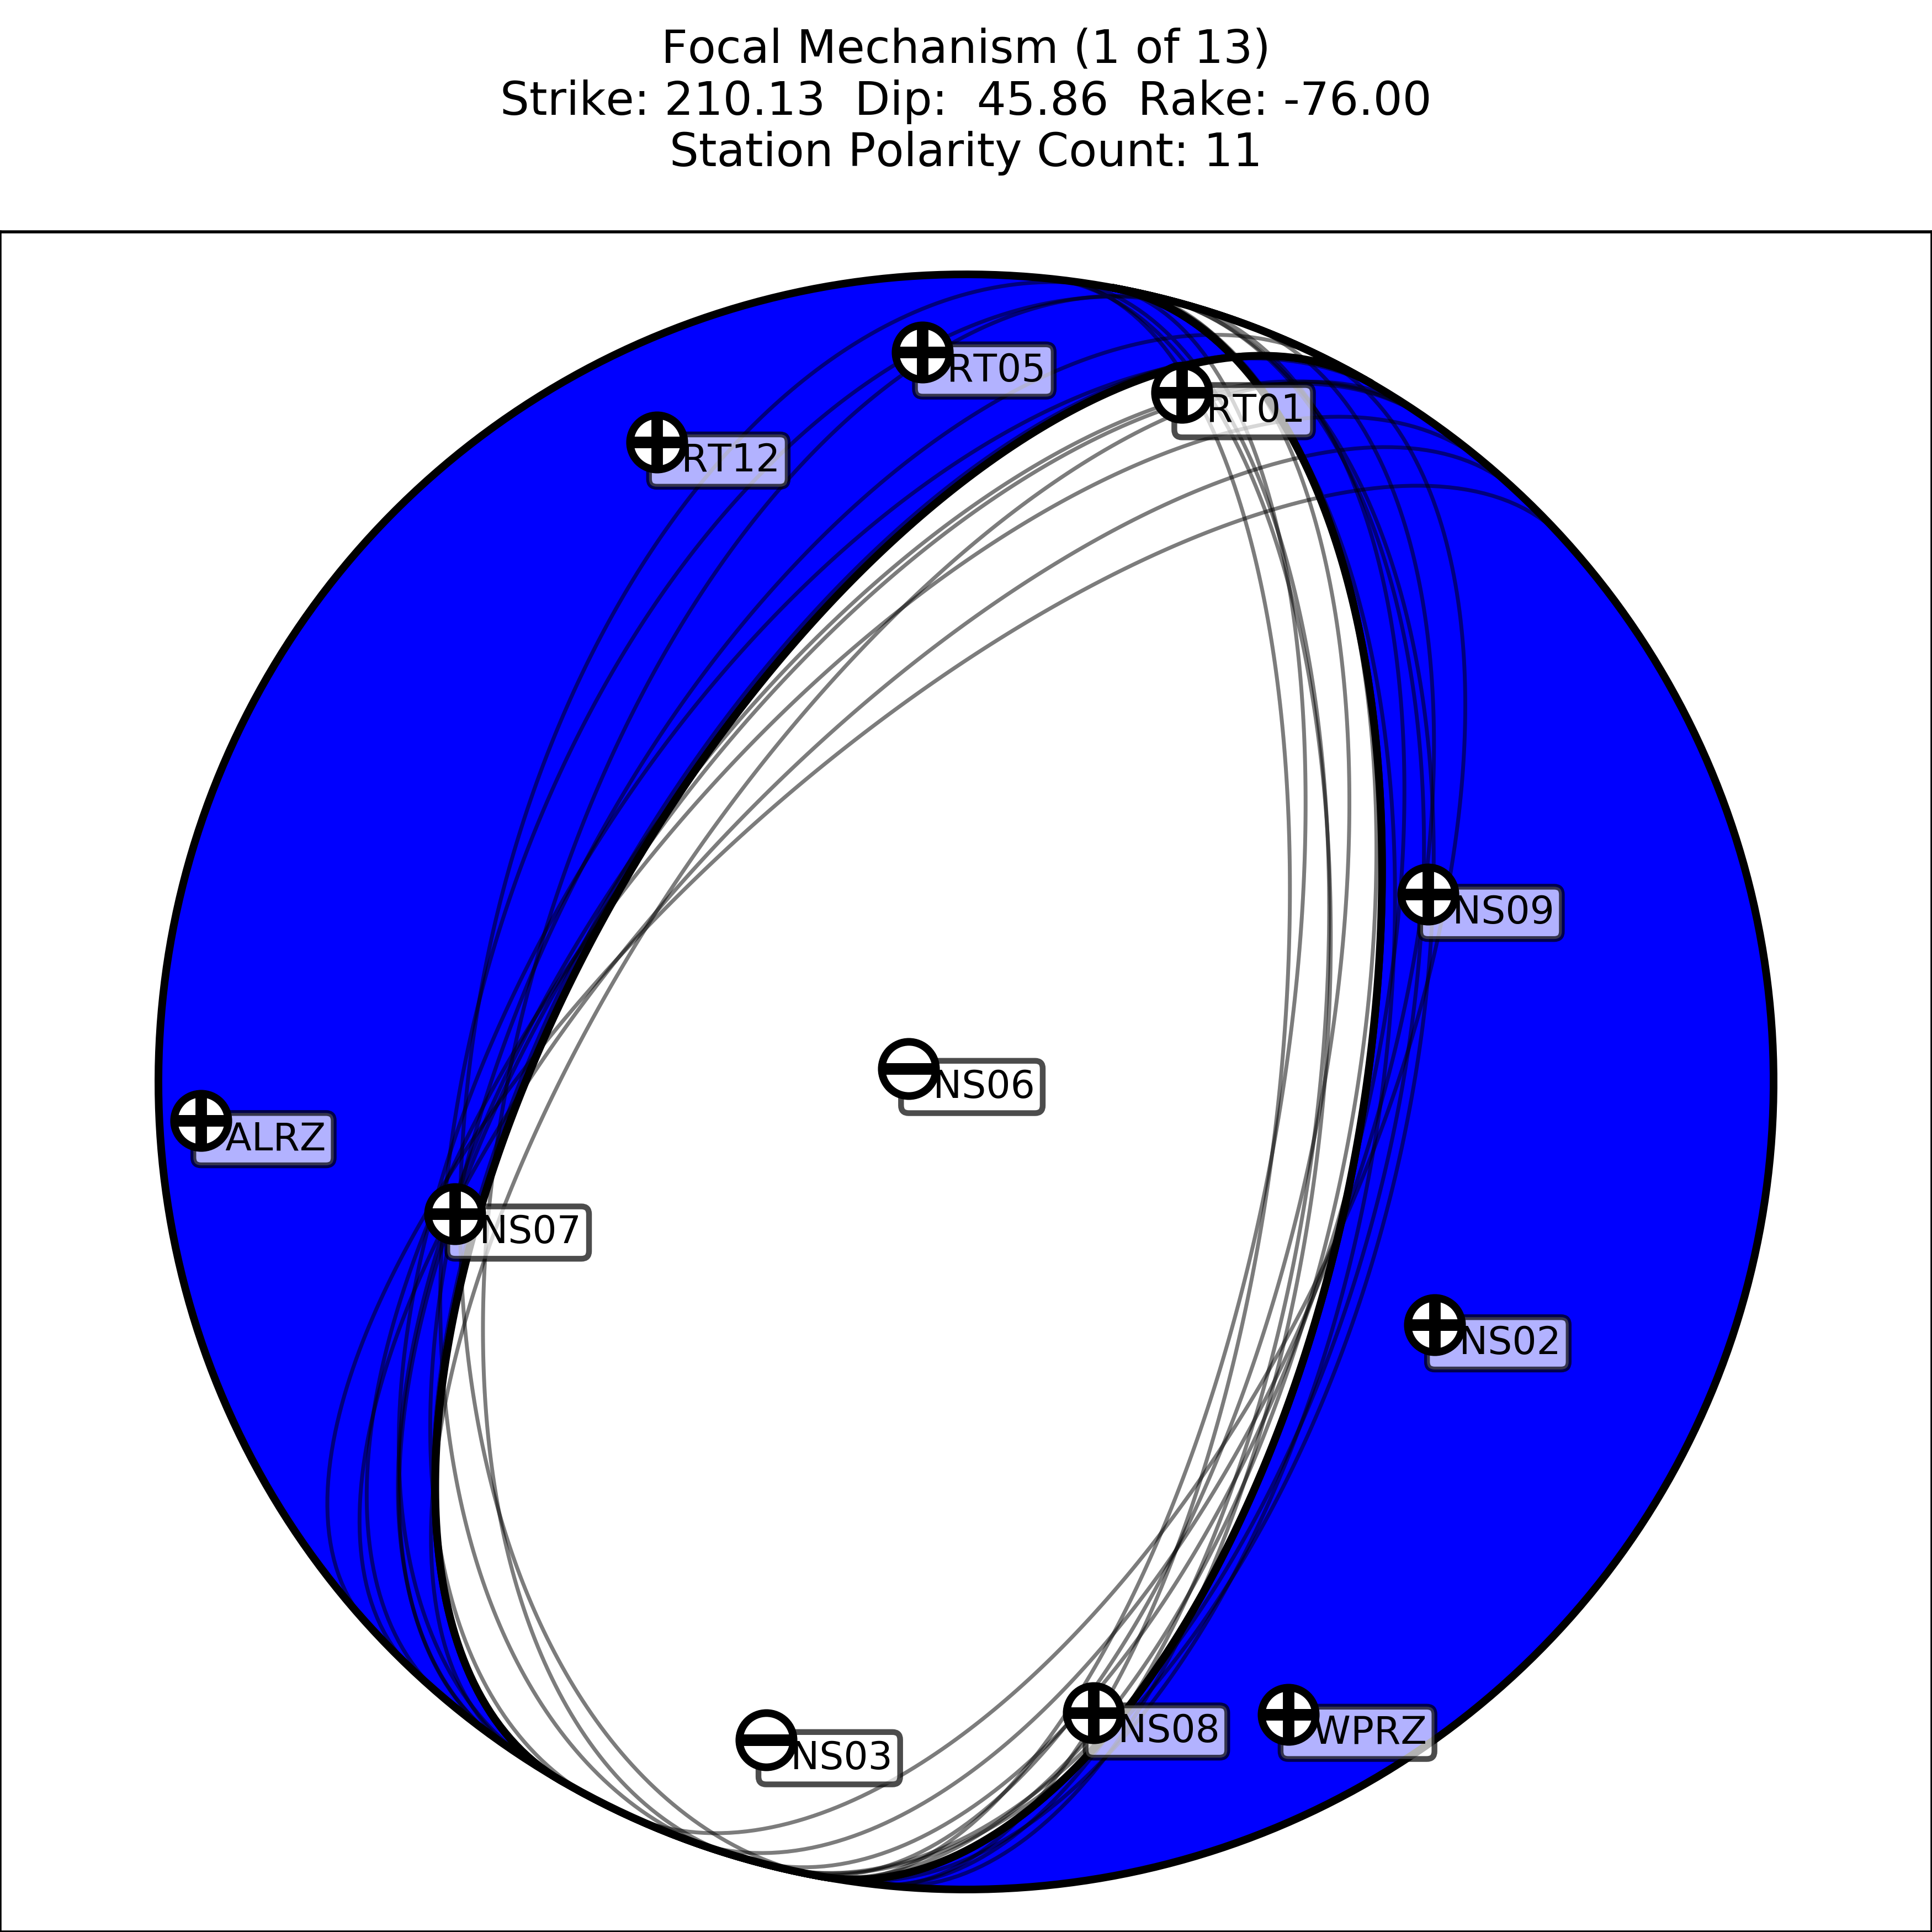 Focal Mechanism (1 of 13)
Strike: 210.13  Dip:  45.86  Rake: -76.00
Station Polarity Count: 11
RT05
RT01
RT12
NS09
NS06
ALRZ
NS07
NS02
NS08
WPRZ
NS03